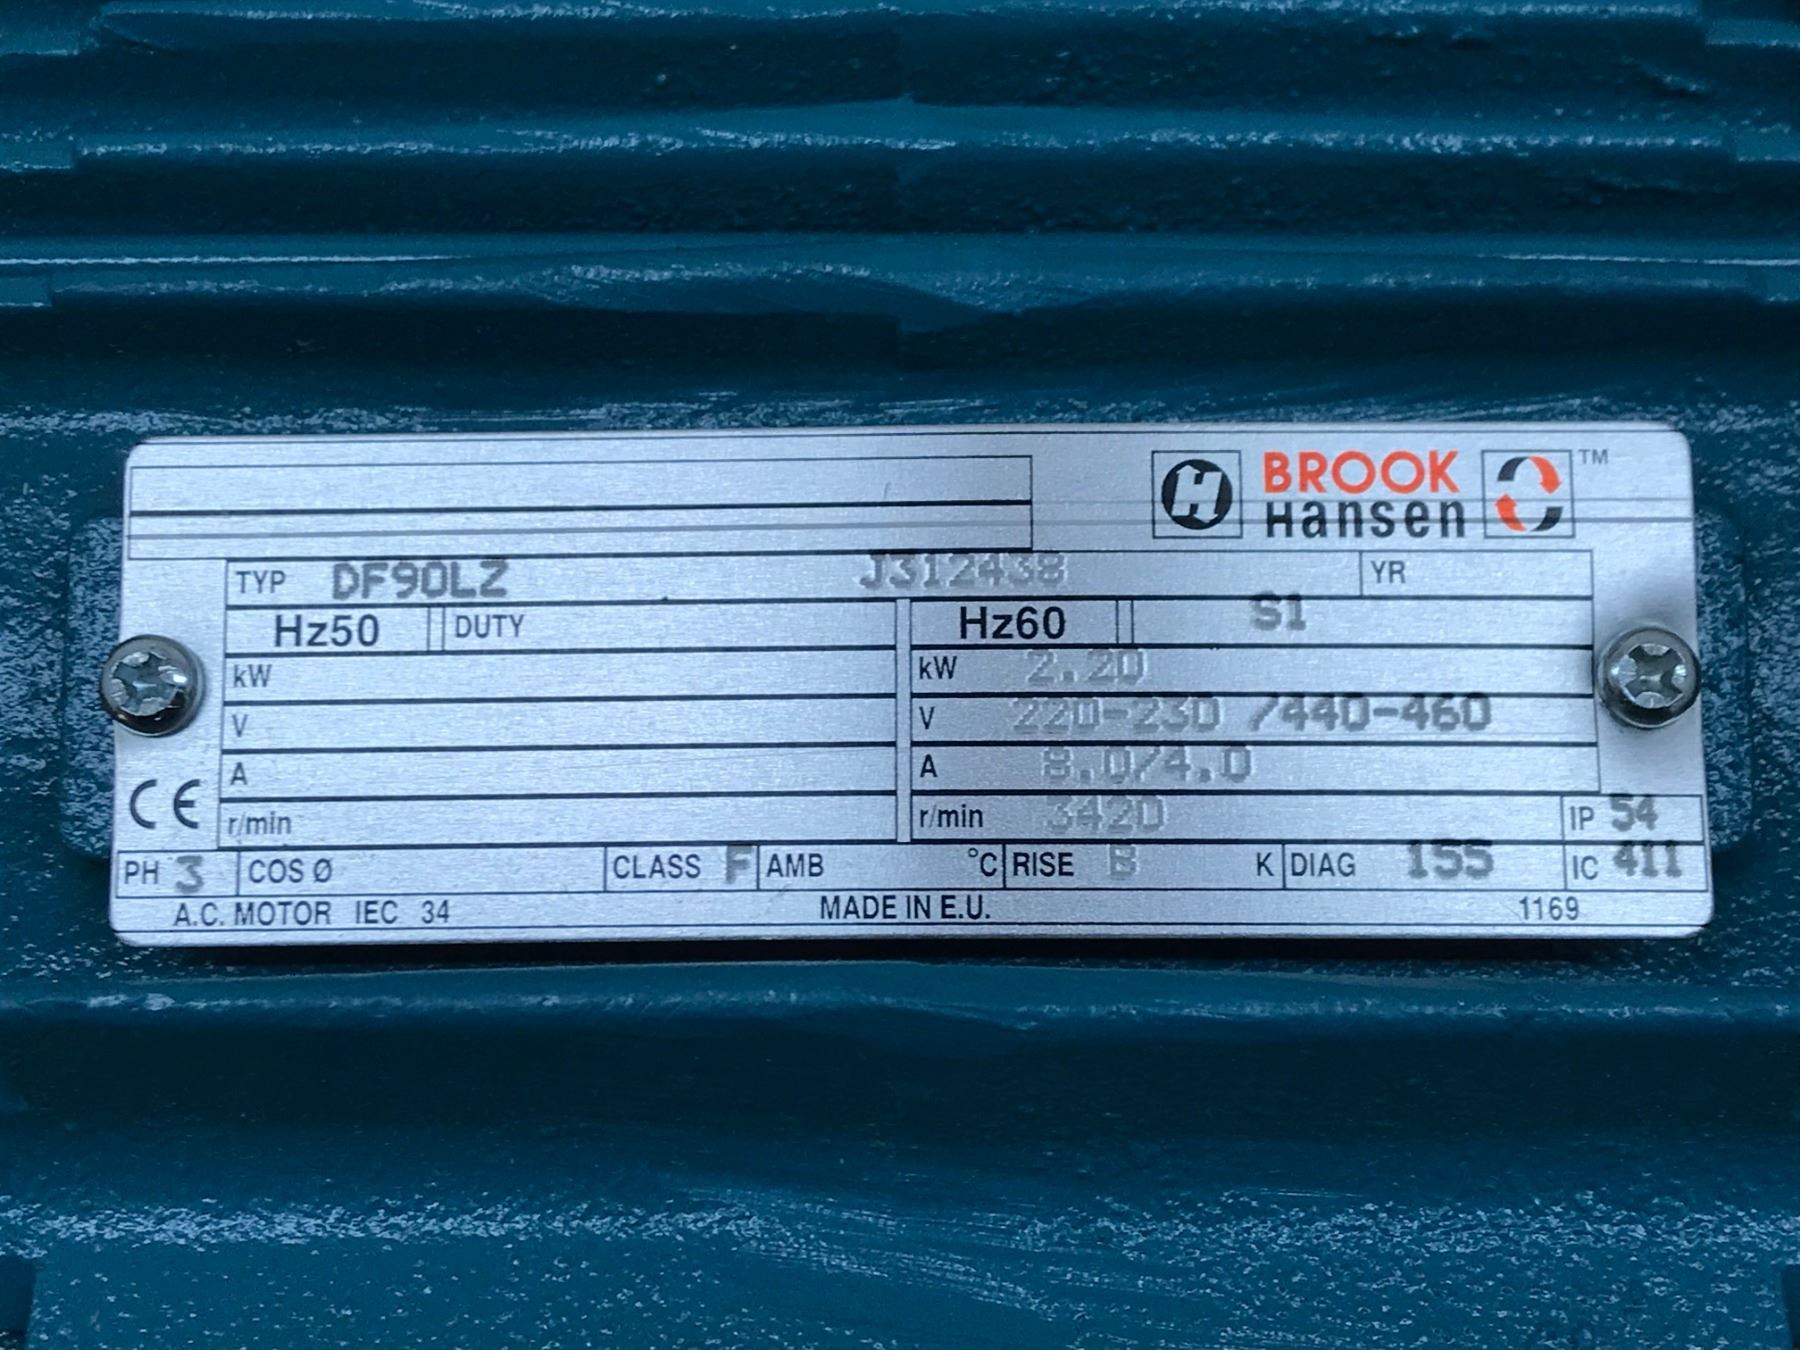 BROOK TM
Hansen
TYP DF90LZ J312438 YR
Hz50 DUTY Hz60 S1
kW kW 2.20
V V 220-230 /440-460
A A 8.0/4.0
CE r/min r/min 3420 IP 54
PH 3 COS Ø CLASS F AMB °C RISE B K DIAG 155 IC 411
A.C. MOTOR IEC 34 MADE IN E.U. 1169